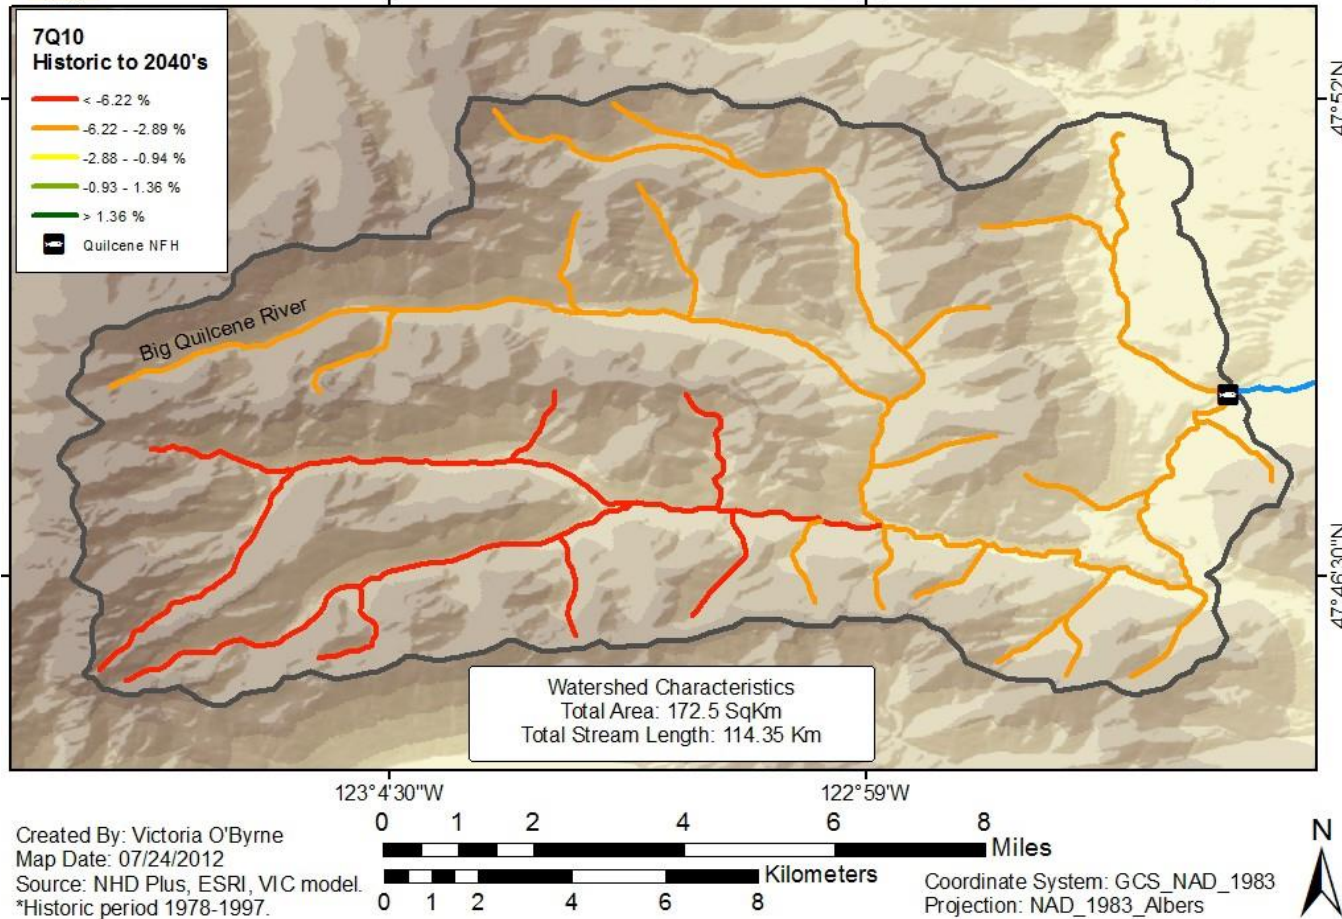 7Q10
Historic to 2040's
< -6.22 %
-6.22 - -2.89 %
-2.88 - -0.94 %
-0.93 - 1.36 %
> 1.36 %
Quilcene NFH
47°52'N
Big Quilcene River
47°46'30"N
Watershed Characteristics
Total Area: 172.5 SqKm
Total Stream Length: 114.35 Km
123°4'30"W
122°59'W
0 1 2 4 6 8
Miles
Kilometers
0 1 2 4 6 8
Created By: Victoria O'Byrne
Map Date: 07/24/2012
Source: NHD Plus, ESRI, VIC model.
*Historic period 1978-1997.
Coordinate System: GCS_NAD_1983
Projection: NAD_1983_Albers
N